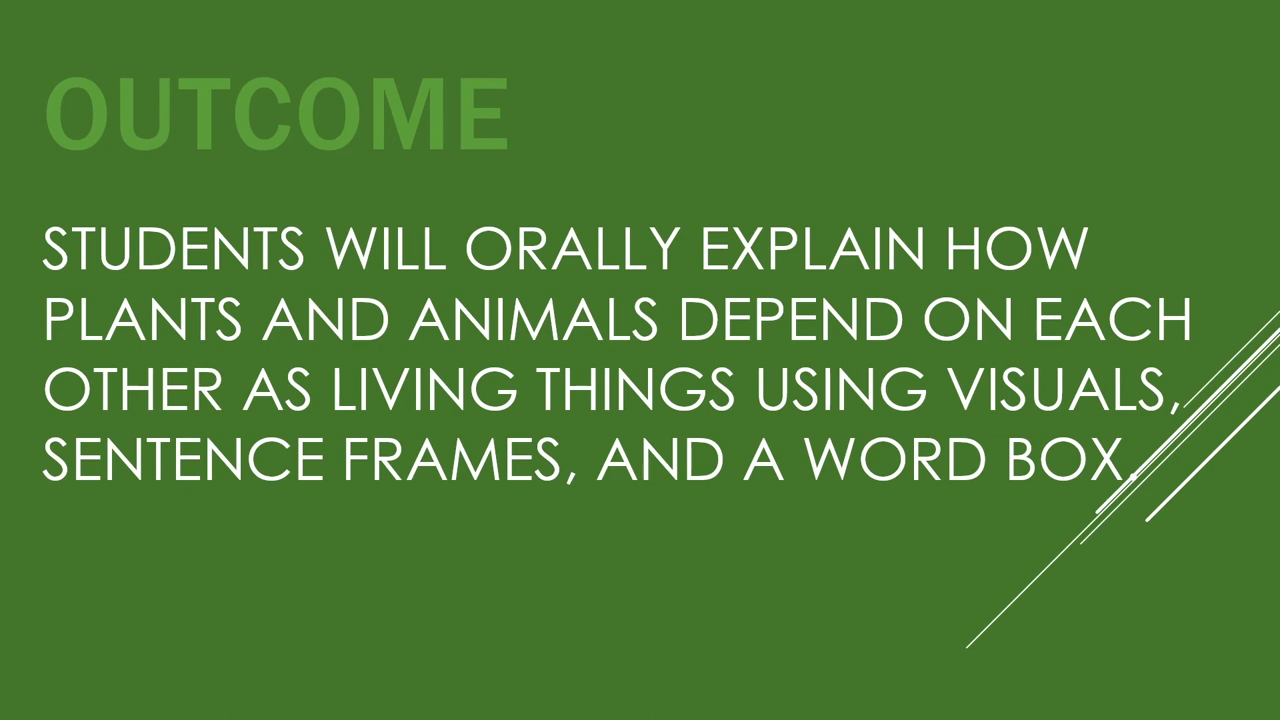 OUTCOME
STUDENTS WILL ORALLY EXPLAIN HOW
PLANTS AND ANIMALS DEPEND ON EACH
OTHER AS LIVING THINGS USING VISUALS,
SENTENCE FRAMES, AND A WORD BOX.